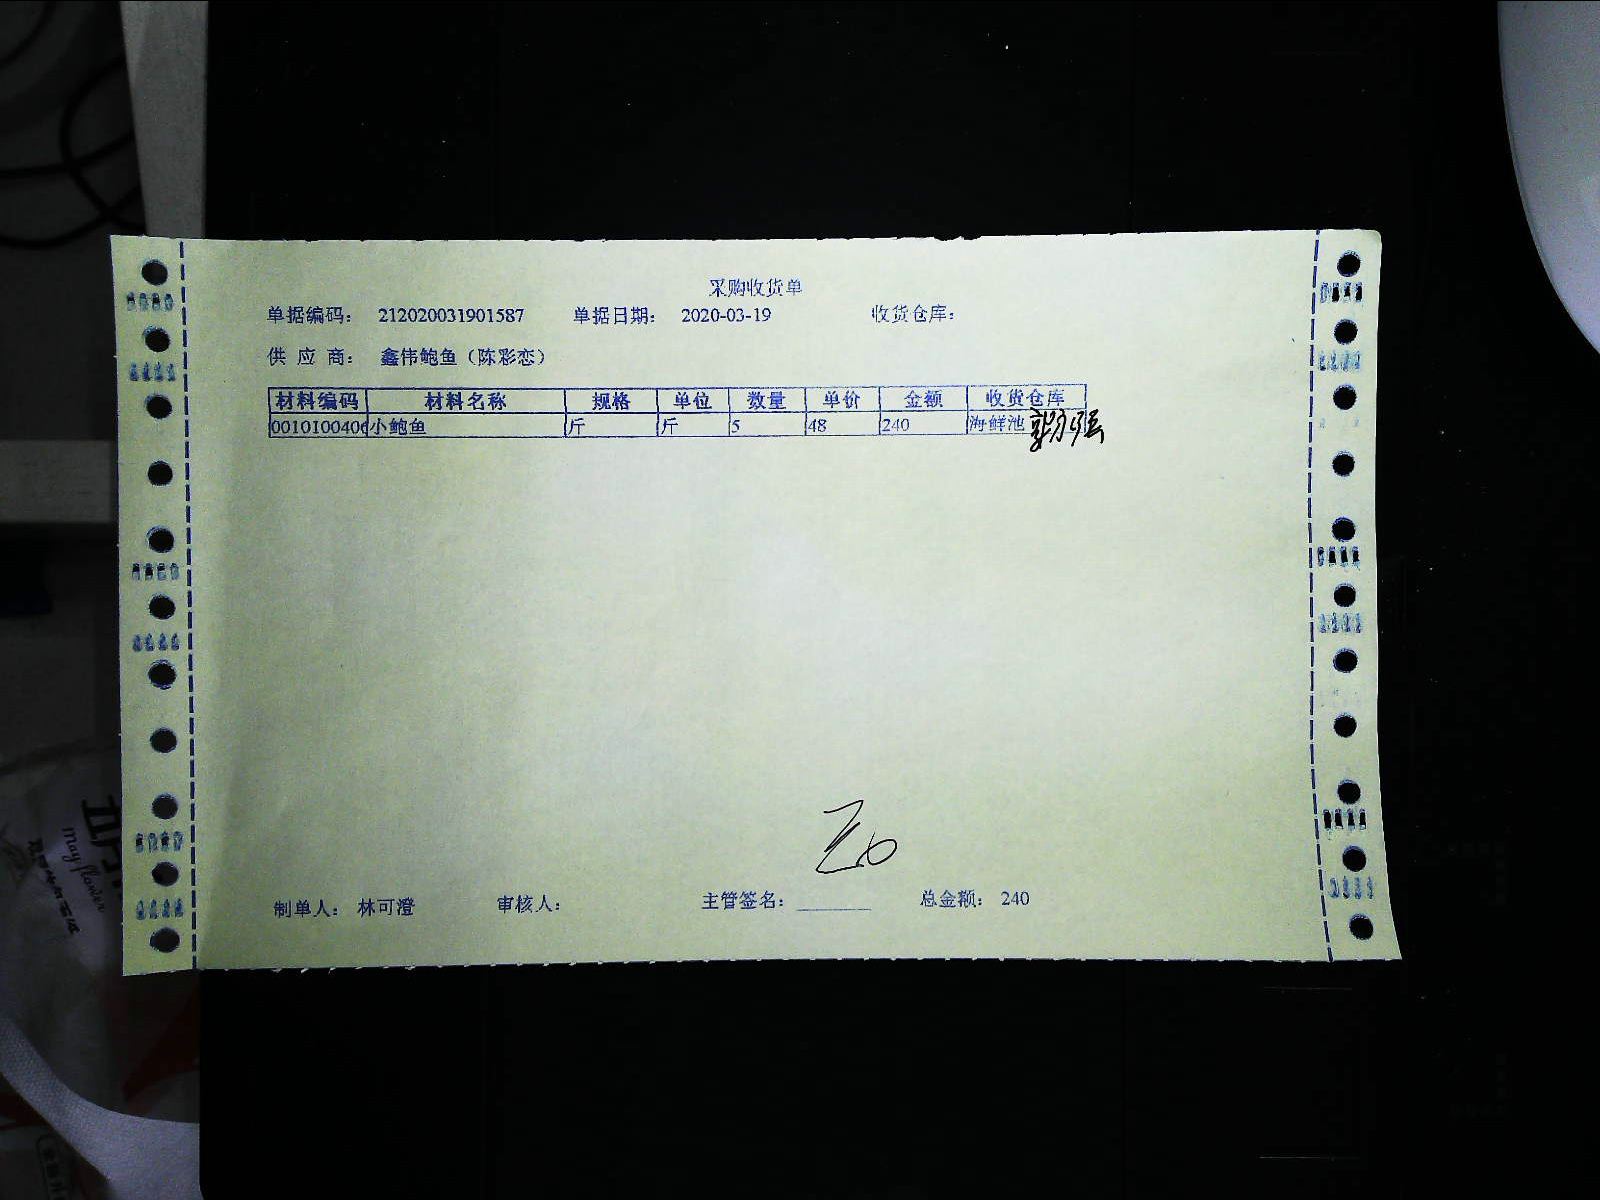 采购收货单
单据编码： 212020031901587 单据日期： 2020-03-19 收货仓库：
供 应 商： 鑫伟鲍鱼（陈彩恋）
材料编码 材料名称 规格 单位 数量 单价 金额 收货仓库
0010100406 小鲍鱼 斤 斤 5 48 240 海鲜池
制单人： 林可澄 审核人： 主管签名： 总金额： 240
May flower